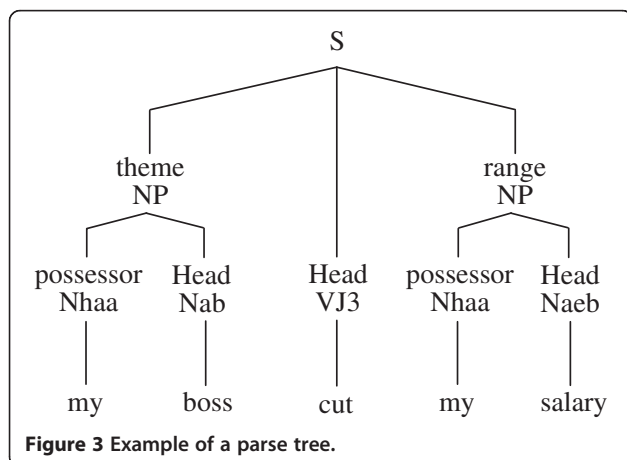 S
theme range
NP NP
possessor Head Head possessor Head
Nhaa Nab VJ3 Nhaa Naeb
my boss cut my salary
Figure 3 Example of a parse tree.